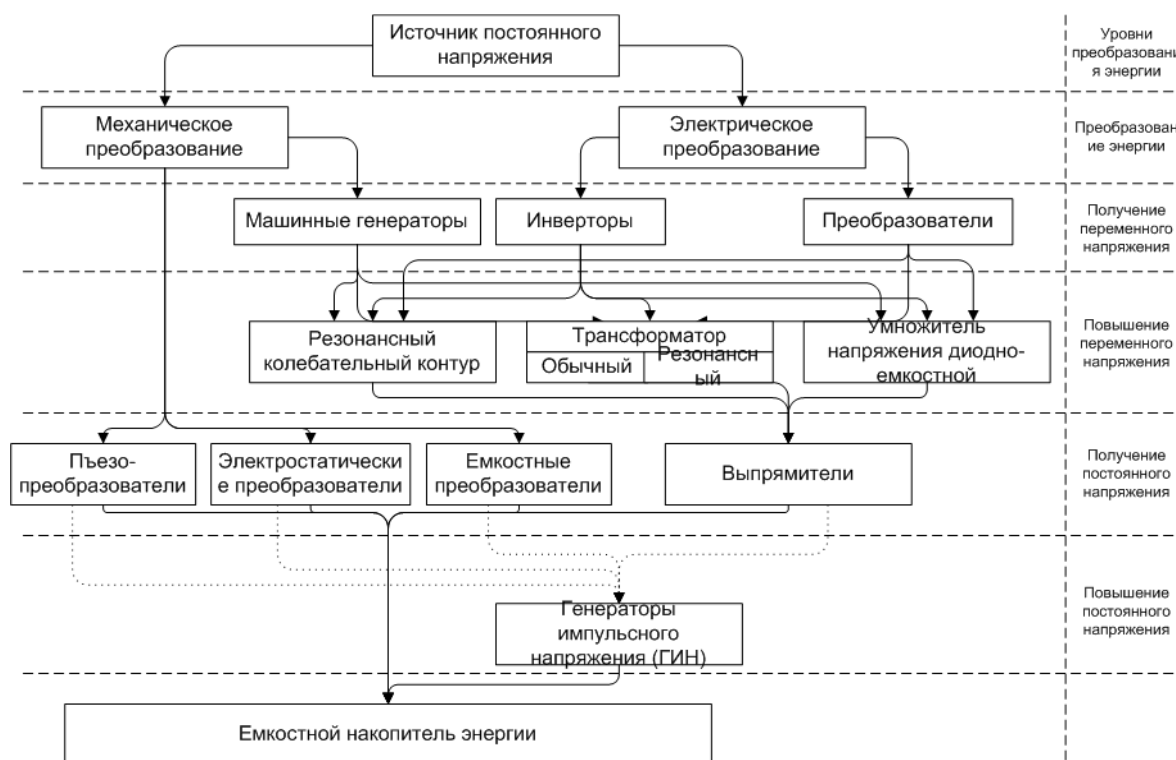 Источник постоянного
напряжения
Уровни
преобразовани
я энергии
Механическое
преобразование
Электрическое
преобразование
Преобразован
ие энергии
Машинные генераторы
Инверторы
Преобразователи
Получение
переменного
напряжения
Резонансный
колебательный контур
Трансформатор
Обычный
Резонансн
ый
Умножитель
напряжения диодно-
емкостной
Повышение
переменного
напряжения
Пъезо-
преобразователи
Электростатически
е преобразователи
Емкостные
преобразователи
Выпрямители
Получение
постоянного
напряжения
Генераторы
импульсного
напряжения (ГИН)
Повышение
постоянного
напряжения
Емкостной накопитель энергии